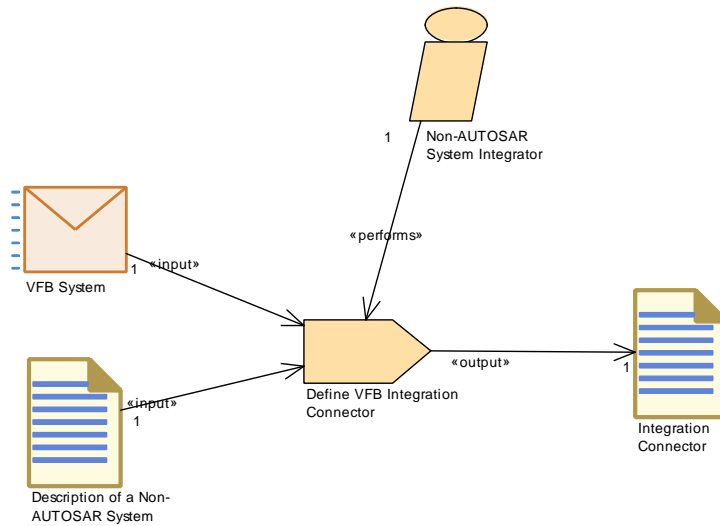 1
Non-AUTOSAR
System Integrator
«performs»
1
«input»
VFB System
«input»
1
Define VFB Integration
Connector
«output»
1
Integration
Connector
Description of a Non-
AUTOSAR System